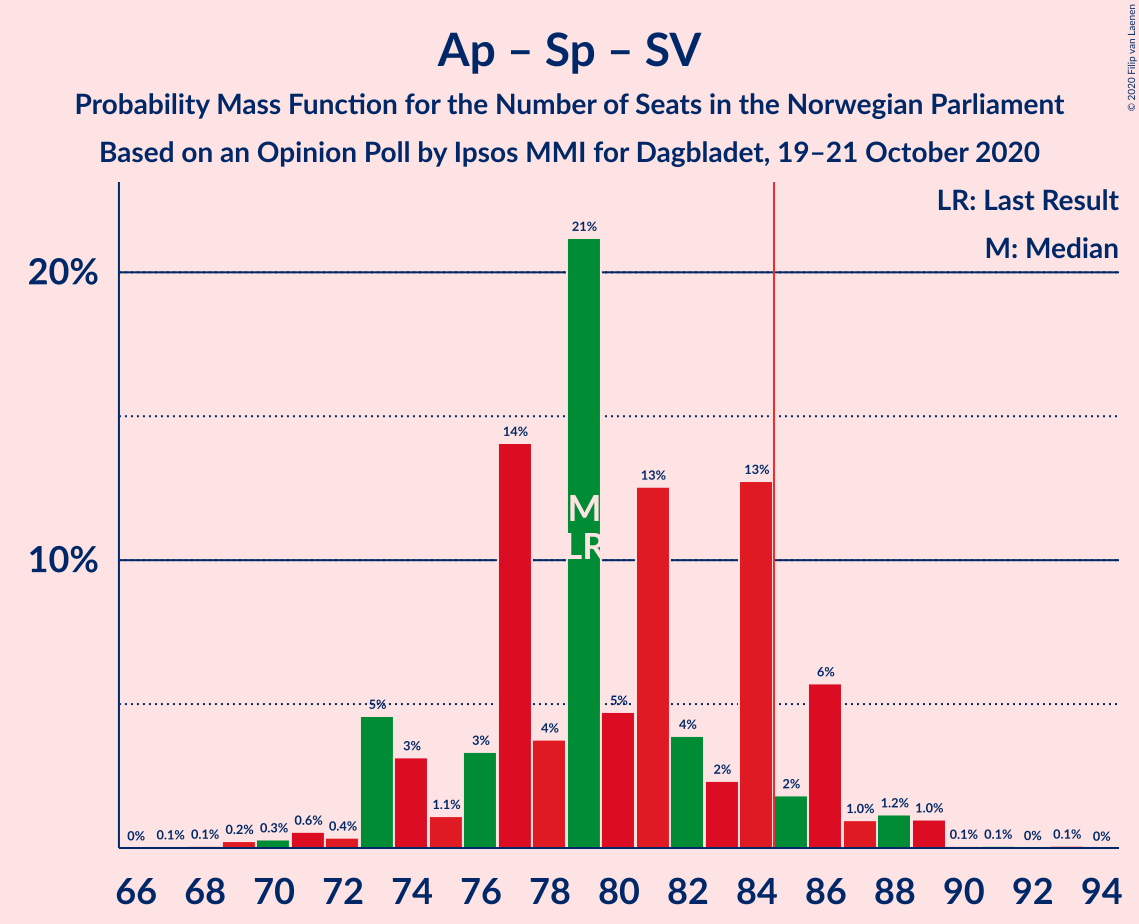 Ap – Sp – SV
Probability Mass Function for the Number of Seats in the Norwegian Parliament
Based on an Opinion Poll by Ipsos MMI for Dagbladet, 19–21 October 2020
© 2020 Filip van Laenen
LR: Last Result
M: Median
20%
10%
0% 0.1% 0.1% 0.2% 0.3% 0.6% 0.4% 5% 3% 1.1% 3% 14% 4% 21% 5% 13% 4% 2% 13% 2% 6% 1.0% 1.2% 1.0% 0.1% 0.1% 0% 0.1% 0%
M
LR
66 68 70 72 74 76 78 80 82 84 86 88 90 92 94